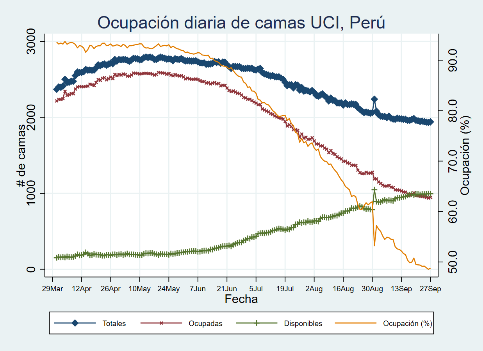 Ocupación diaria de camas UCI, Perú
3000
2000
1000
0
# de camas
90.0
80.0
70.0
60.0
50.0
Ocupación (%)
29Mar 12Apr 26Apr 10May 24May 7Jun 21Jun 5Jul 19Jul 2Aug 16Aug 30Aug 13Sep 27Sep
Fecha
Totales Ocupadas Disponibles Ocupación (%)